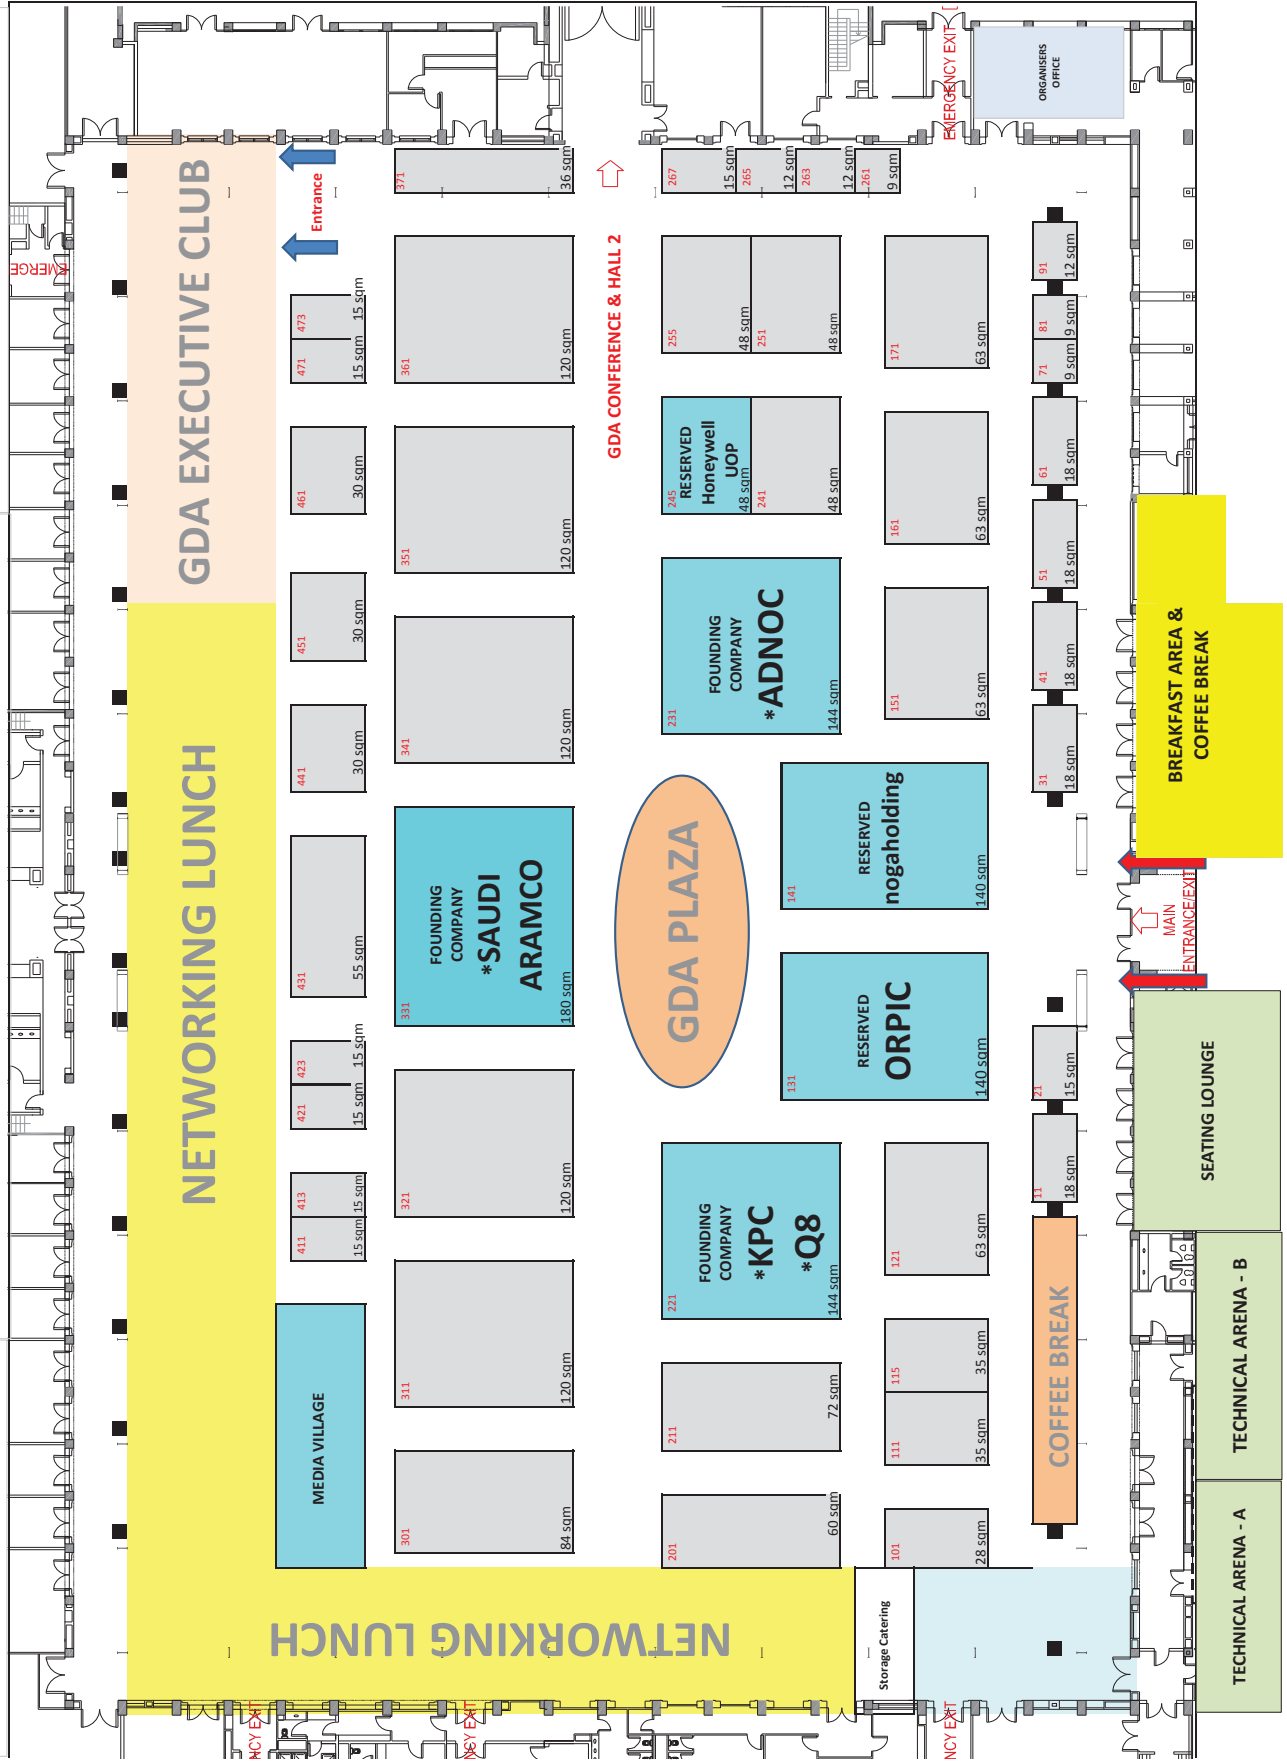 EMERGENCY EXIT
ORGANISERS
OFFICE
GDA EXECUTIVE CLUB
Entrance
371
36 sqm
267
15 sqm
265
12 sqm
263
12 sqm
261
9 sqm
GDA CONFERENCE & HALL 2
473
15 sqm
471
15 sqm
361
120 sqm
255
48 sqm
251
48 sqm
171
63 sqm
91
12 sqm
81
9 sqm
71
9 sqm
461
30 sqm
351
120 sqm
245
RESERVED
Honeywell
UOP
48 sqm
241
48 sqm
161
63 sqm
61
18 sqm
51
18 sqm
451
30 sqm
341
120 sqm
231
FOUNDING
COMPANY
*ADNOC
144 sqm
151
63 sqm
41
18 sqm
31
18 sqm
BREAKFAST AREA &
COFFEE BREAK
NETWORKING LUNCH
441
30 sqm
431
55 sqm
331
FOUNDING
COMPANY
*SAUDI
ARAMCO
180 sqm
GDA PLAZA
141
RESERVED
nogaholding
140 sqm
131
RESERVED
ORPIC
140 sqm
MAIN
ENTRANCE/EXIT
SEATING LOUNGE
423
15 sqm
421
15 sqm
413
15 sqm
411
15 sqm
321
120 sqm
221
FOUNDING
COMPANY
*KPC
*Q8
144 sqm
121
63 sqm
21
15 sqm
11
18 sqm
COFFEE BREAK
TECHNICAL ARENA - B
TECHNICAL ARENA - A
MEDIA VILLAGE
311
120 sqm
301
84 sqm
211
72 sqm
201
60 sqm
115
35 sqm
111
35 sqm
101
28 sqm
NETWORKING LUNCH
Storage Catering
EMERGE
NCY EXIT
NCY EXIT
NCY EXIT